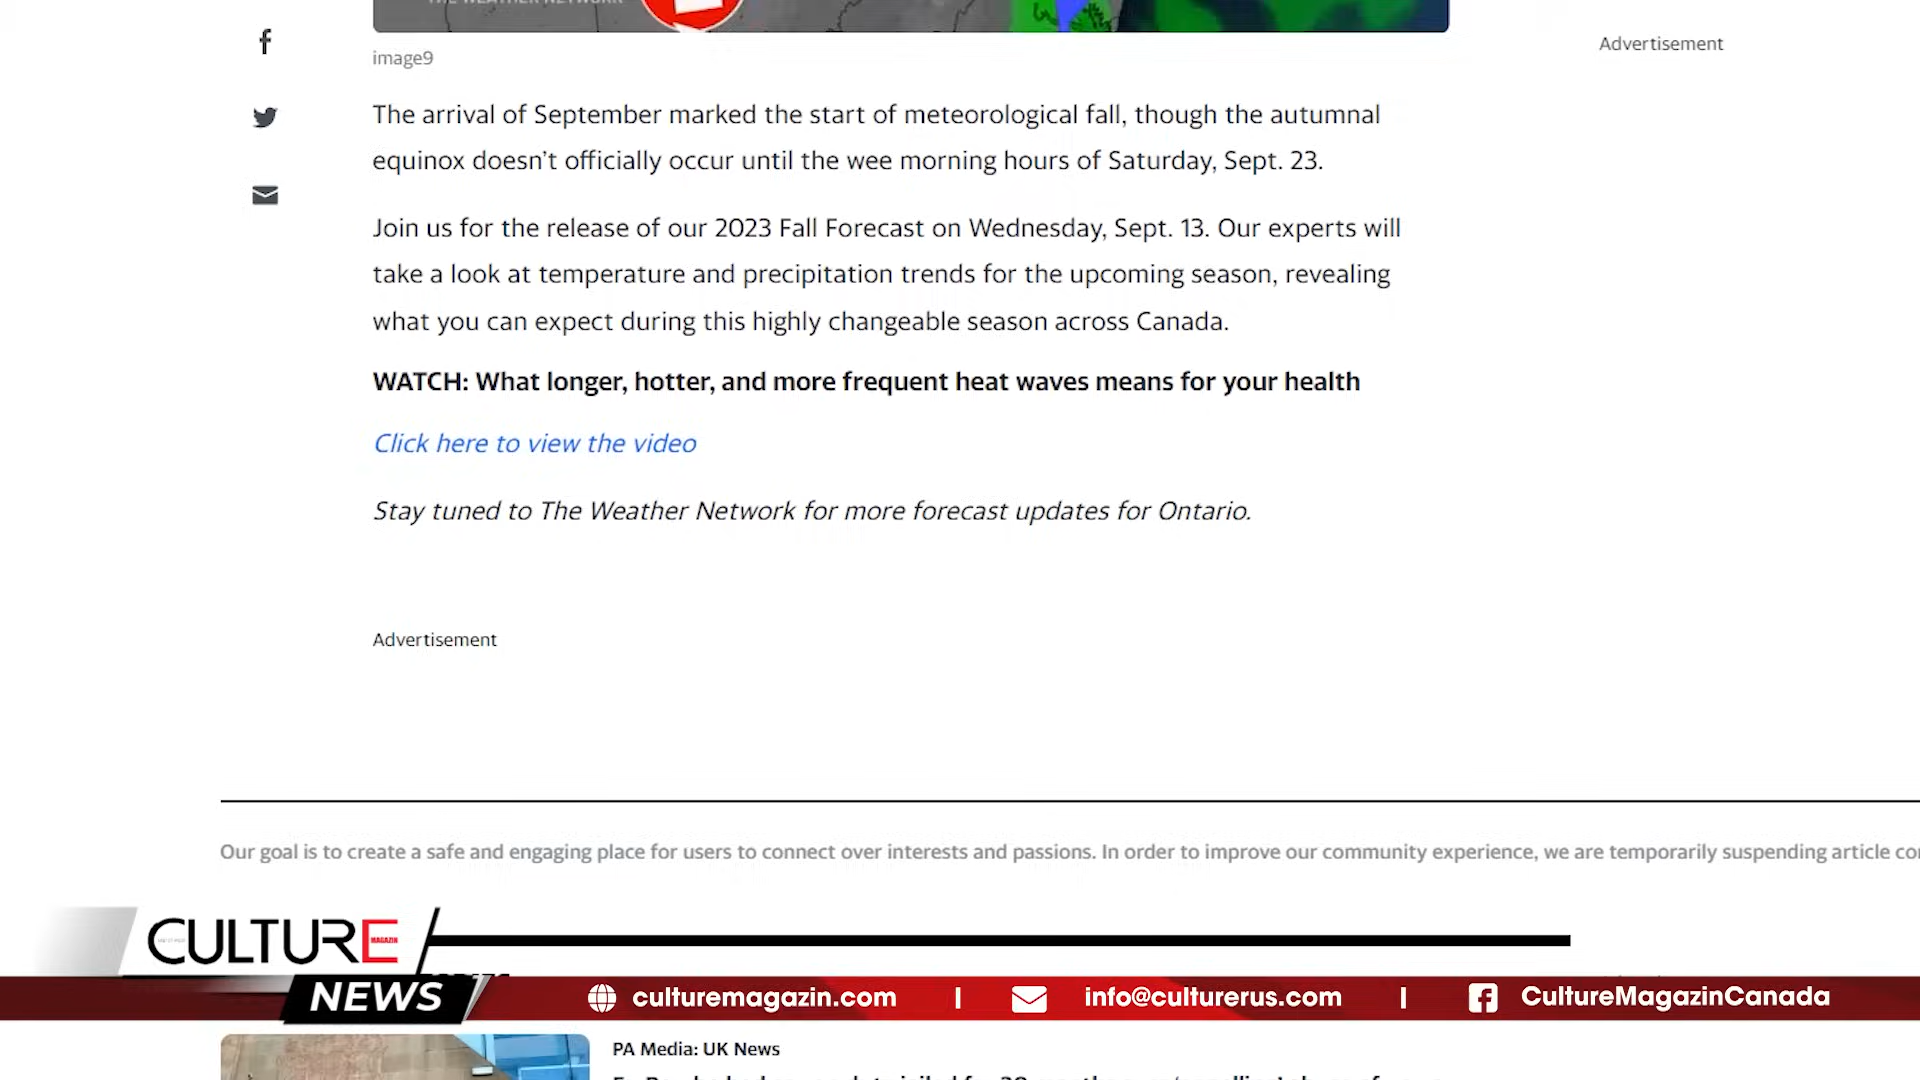 THE WEATHER NETWORK
Advertisement
image9
The arrival of September marked the start of meteorological fall, though the autumnal
equinox doesn't officially occur until the wee morning hours of Saturday, Sept. 23.
Join us for the release of our 2023 Fall Forecast on Wednesday, Sept. 13. Our experts will
take a look at temperature and precipitation trends for the upcoming season, revealing
what you can expect during this highly changeable season across Canada.
WATCH: What longer, hotter, and more frequent heat waves means for your health
Click here to view the video
Stay tuned to The Weather Network for more forecast updates for Ontario.
Advertisement
Our goal is to create a safe and engaging place for users to connect over interests and passions. In order to improve our community experience, we are temporarily suspending article
CULTURE
MAGAZIN
NEWS
culturemagazin.com | info@culturerus.com | CultureMagazinCanada
PA Media: UK News